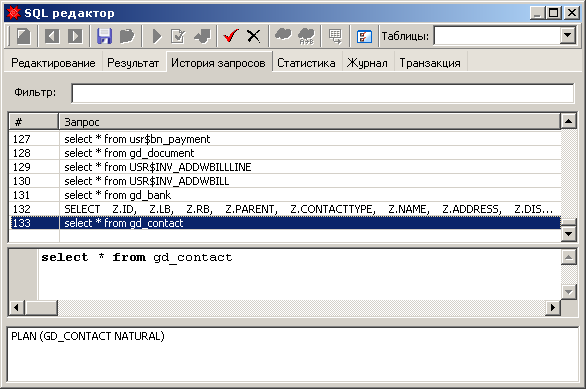 SQL редактор
Таблицы:
Редактирование Результат История запросов Статистика Журнал Транзакция
Фильтр:
# Запрос
127 select * from usr$bn_payment
128 select * from gd_document
129 select * from USR$INV_ADDWBILLLINE
130 select * from USR$INV_ADDWBILL
131 select * from gd_bank
132 SELECT Z.ID, Z.LB, Z.RB, Z.PARENT, Z.CONTACTTYPE, Z.NAME, Z.ADDRESS, Z.DIS...
133 select * from gd_contact
select * from gd_contact
PLAN (GD_CONTACT NATURAL)